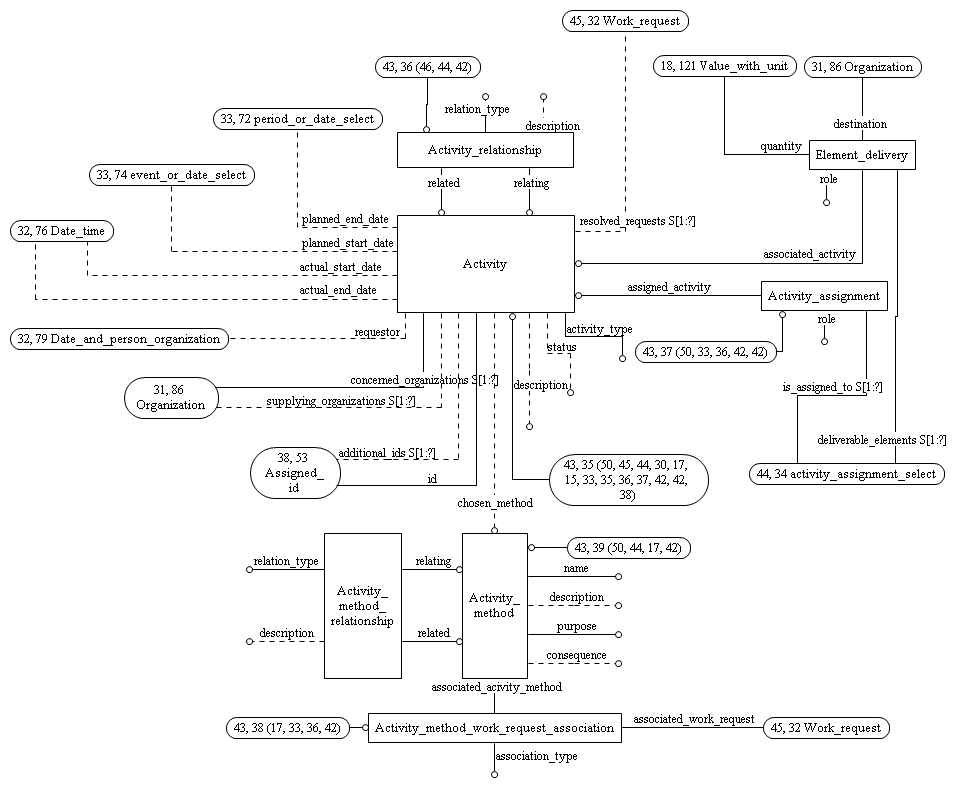 45, 32 Work_request
43, 36 (46, 44, 42)
18, 121 Value_with_unit
31, 86 Organization
relation_type
description
33, 72 period_or_date_select
destination
Activity_relationship
quantity
Element_delivery
33, 74 event_or_date_select
related
relating
role
planned_end_date
resolved_requests S[1:?]
32, 76 Date_time
planned_start_date
associated_activity
Activity
actual_start_date
actual_end_date
assigned_activity
Activity_assignment
requestor
activity_type
role
32, 79 Date_and_person_organization
status
43, 37 (50, 33, 36, 42, 42)
concerned_organizations S[1:?]
description
is_assigned_to S[1:?]
31, 86
Organization
supplying_organizations S[1:?]
deliverable_elements S[1:?]
38, 53
Assigned_
id
additional_ids S[1:?]
id
43, 35 (50, 45, 44, 30, 17,
15, 33, 35, 36, 37, 42, 42,
38)
44, 34 activity_assignment_select
chosen_method
43, 39 (50, 44, 17, 42)
relation_type
relating
name
Activity_
method_
relationship
Activity_
method
description
description
related
purpose
consequence
associated_acivity_method
43, 38 (17, 33, 36, 42)
Activity_method_work_request_association
associated_work_request
45, 32 Work_request
association_type